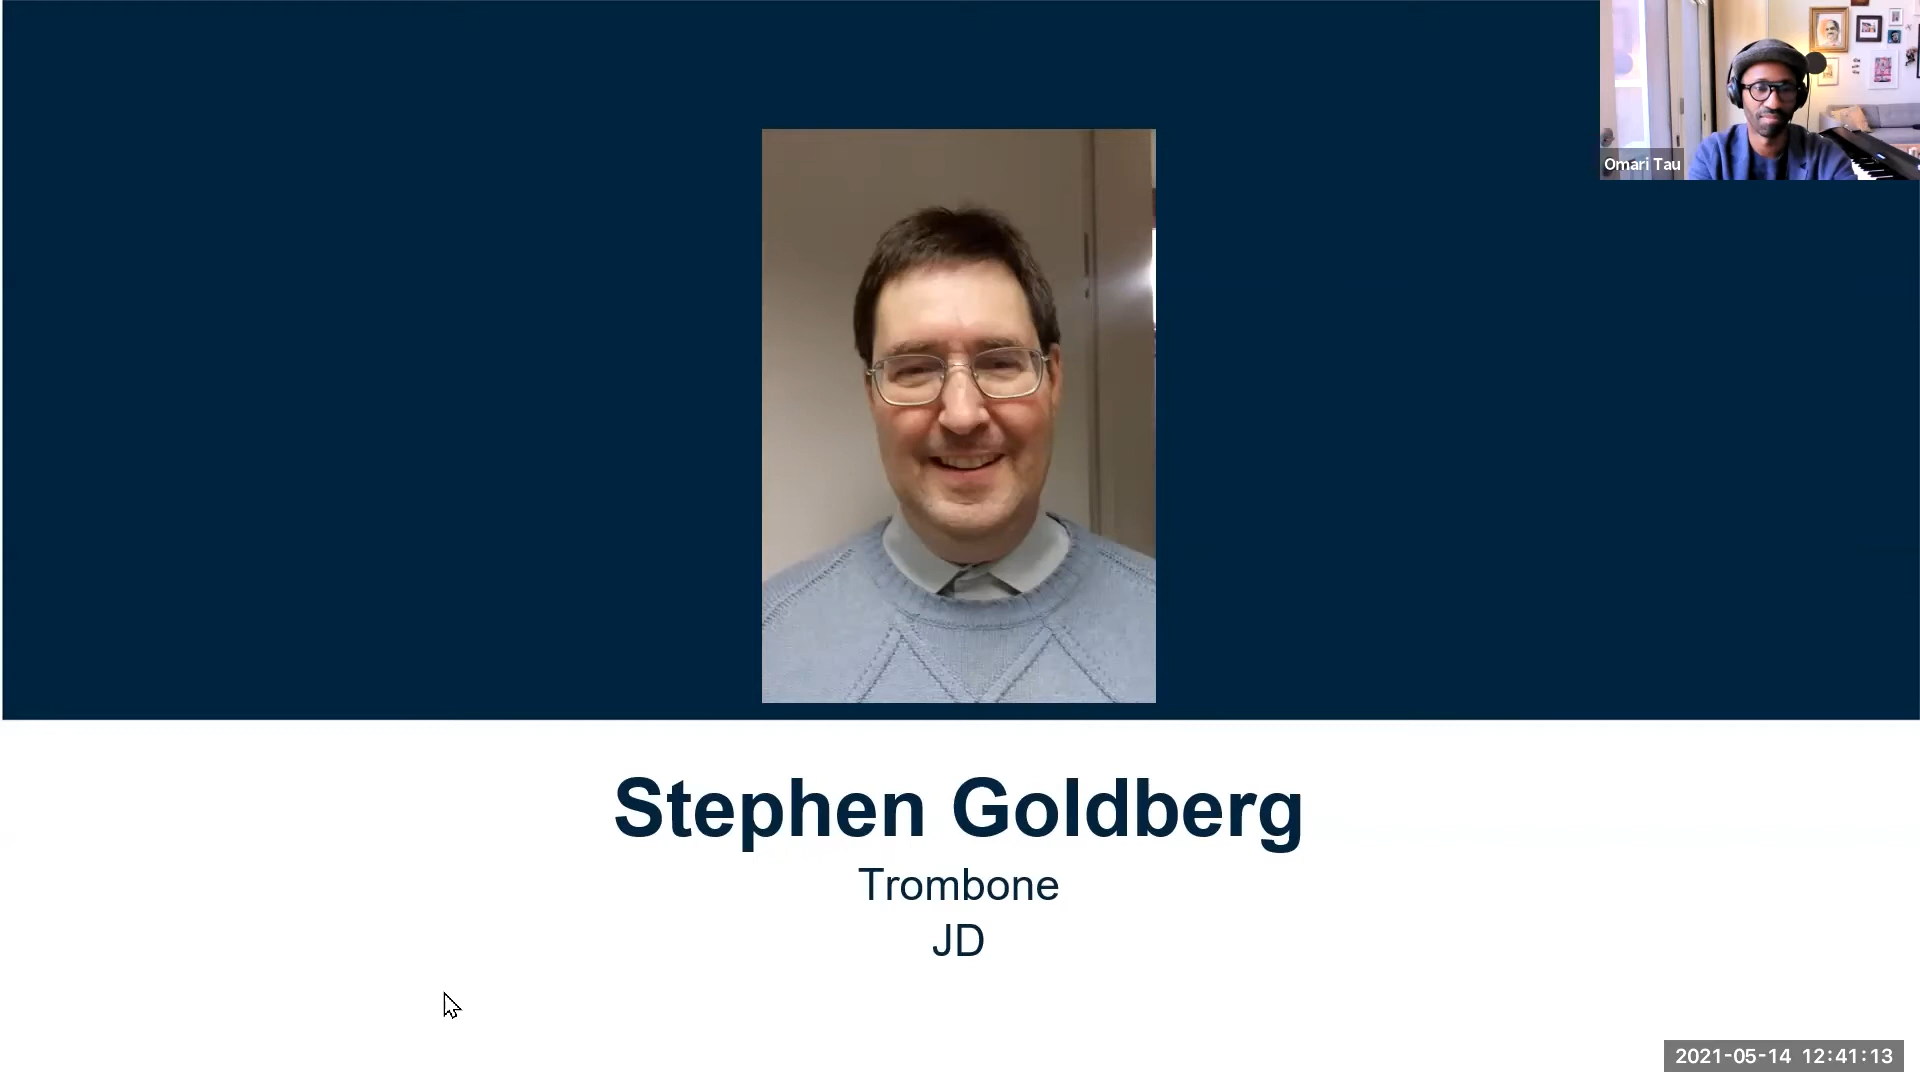 Omari Tau
Stephen Goldberg
Trombone
JD
2021-05-14 12:41:13